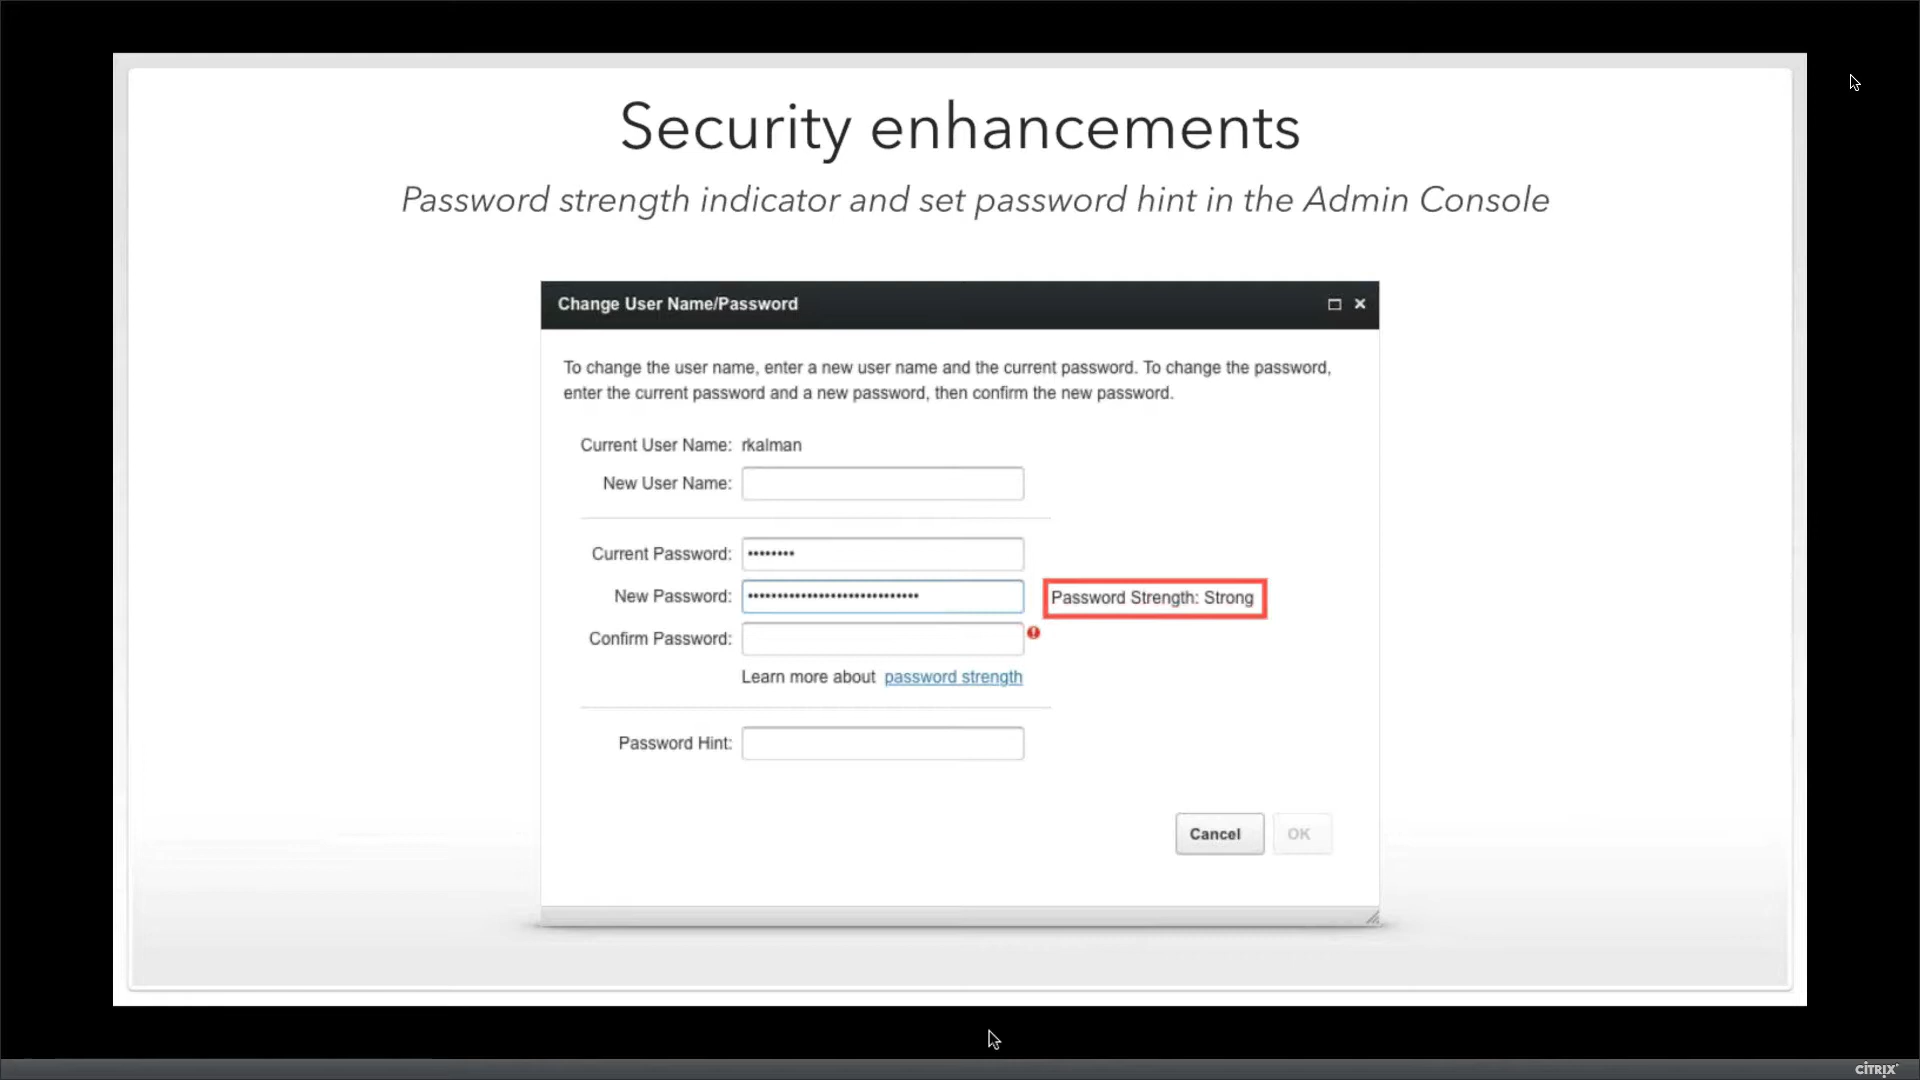 Security enhancements
Password strength indicator and set password hint in the Admin Console
Change User Name/Password
To change the user name, enter a new user name and the current password. To change the password,
enter the current password and a new password, then confirm the new password.
Current User Name: rkalman
New User Name:
Current Password: ••••••••
New Password: •••••••••••••••••••••••••••••
Password Strength: Strong
Confirm Password:
Learn more about password strength
Password Hint:
Cancel
OK
CITRIX